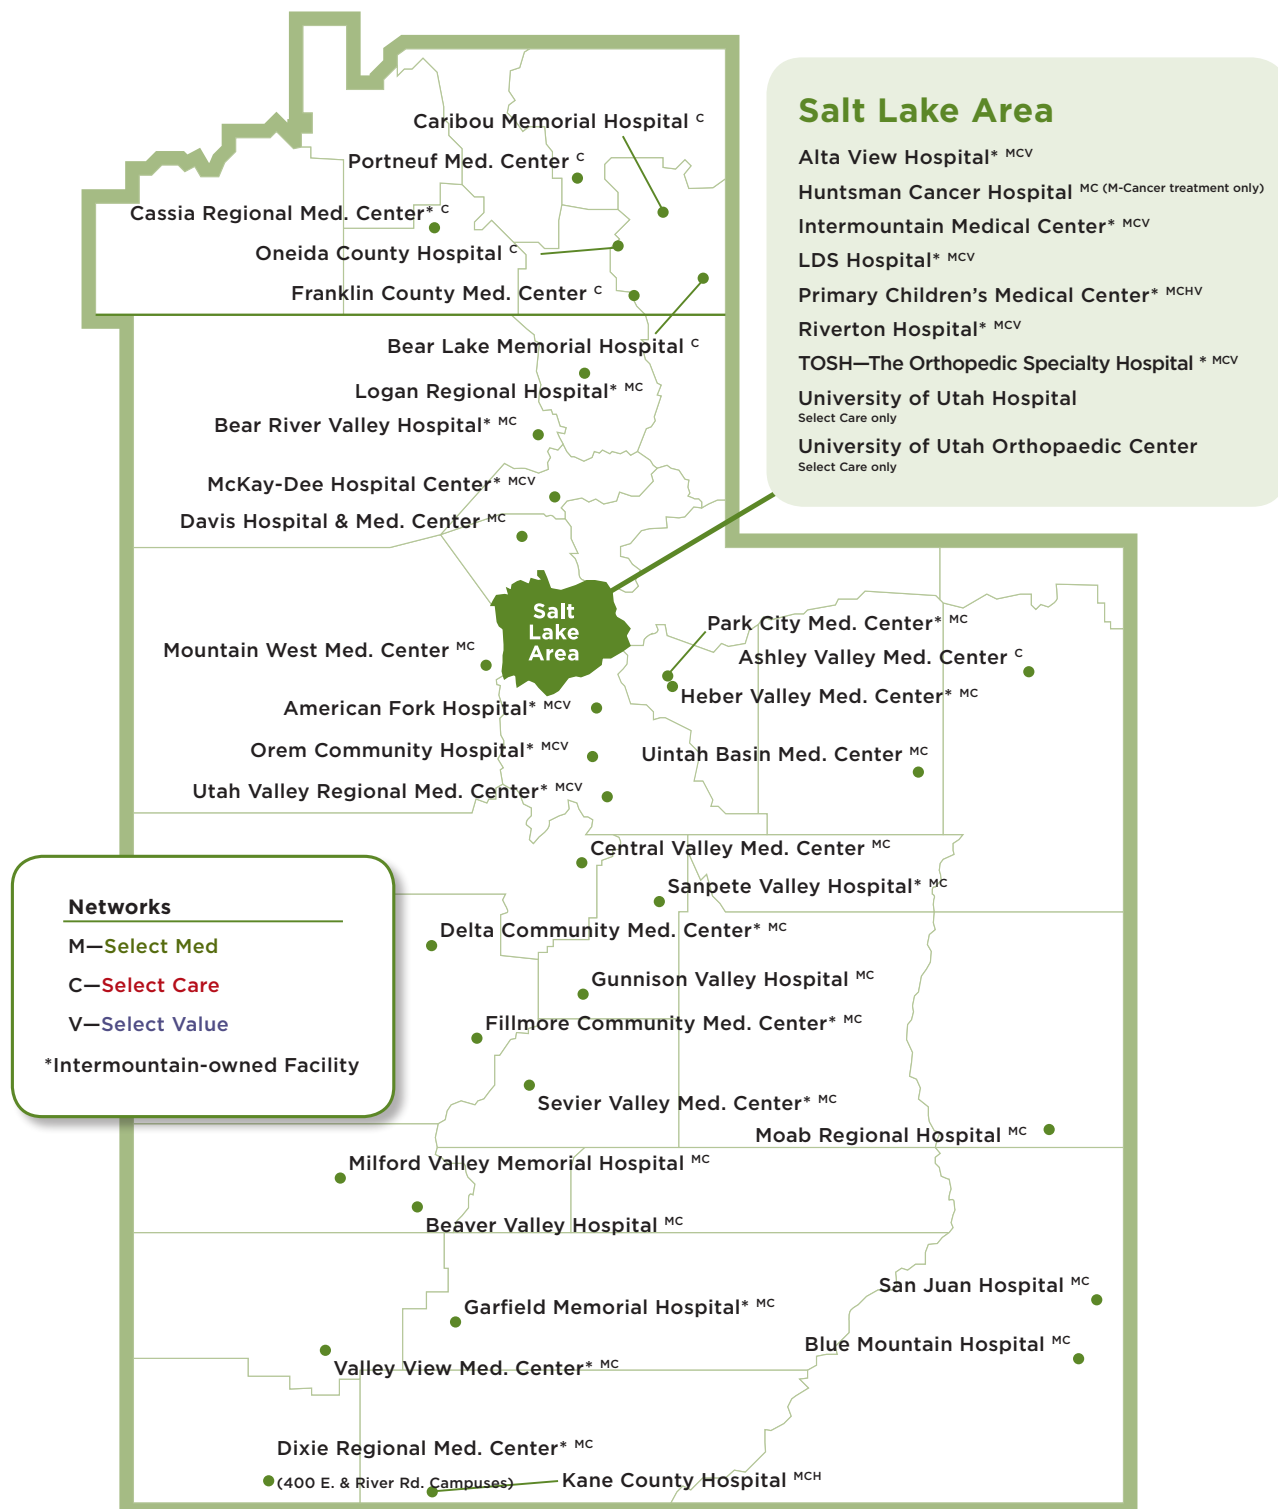 Salt Lake Area
Alta View Hospital* MCV
Huntsman Cancer Hospital MC (M-Cancer treatment only)
Intermountain Medical Center* MCV
LDS Hospital* MCV
Primary Children's Medical Center* MCHV
Riverton Hospital* MCV
TOSH—The Orthopedic Specialty Hospital * MCV
University of Utah Hospital
Select Care only
University of Utah Orthopaedic Center
Select Care only
Caribou Memorial Hospital C
Portneuf Med. Center C
Cassia Regional Med. Center* C
Oneida County Hospital C
Franklin County Med. Center C
Bear Lake Memorial Hospital C
Logan Regional Hospital* MC
Bear River Valley Hospital* MC
McKay-Dee Hospital Center* MCV
Davis Hospital & Med. Center MC
Salt
Lake
Area
Park City Med. Center* MC
Mountain West Med. Center MC
Ashley Valley Med. Center C
Heber Valley Med. Center* MC
American Fork Hospital* MCV
Orem Community Hospital* MCV
Uintah Basin Med. Center MC
Utah Valley Regional Med. Center* MCV
Central Valley Med. Center MC
Sanpete Valley Hospital* MC
Delta Community Med. Center* MC
Gunnison Valley Hospital MC
Fillmore Community Med. Center* MC
Sevier Valley Med. Center* MC
Moab Regional Hospital MC
Milford Valley Memorial Hospital MC
Beaver Valley Hospital MC
San Juan Hospital MC
Garfield Memorial Hospital* MC
Blue Mountain Hospital MC
Valley View Med. Center* MC
Dixie Regional Med. Center* MC
(400 E. & River Rd. Campuses)
Kane County Hospital MCH
Networks
M—Select Med
C—Select Care
V—Select Value
*Intermountain-owned Facility